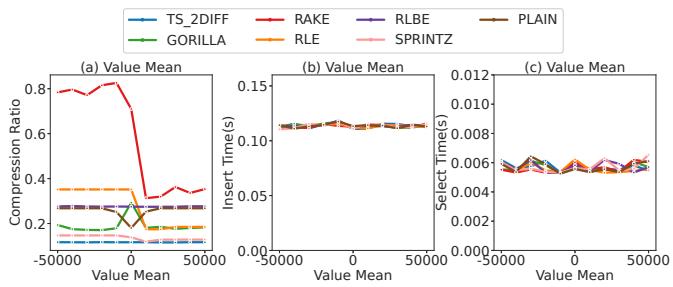 TS_2DIFF RAKE RLBE PLAIN
GORILLA RLE SPRINTZ
(a) Value Mean
Compression Ratio
0.8
0.6
0.4
0.2
-50000 0 50000
Value Mean
(b) Value Mean
Insert Time(s)
0.15
0.10
0.05
0.00
-50000 0 50000
Value Mean
(c) Value Mean
Select Time(s)
0.012
0.010
0.008
0.006
0.004
0.002
0.000
-50000 0 50000
Value Mean